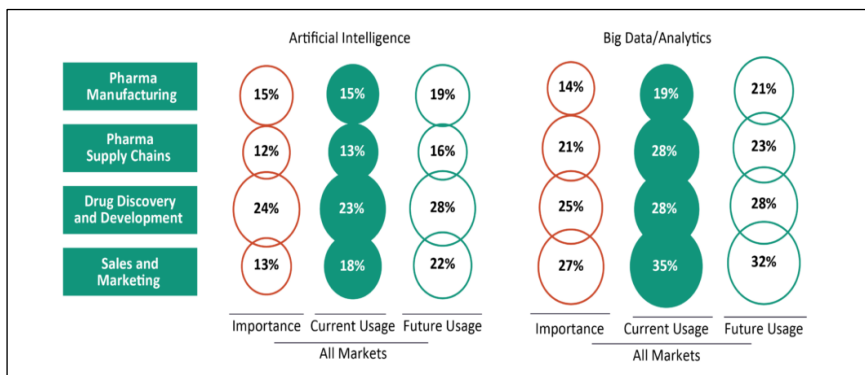 Artificial Intelligence
Big Data/Analytics
Pharma
Manufacturing
15%
15%
19%
14%
19%
21%
Pharma
Supply Chains
12%
13%
16%
21%
28%
23%
Drug Discovery
and Development
24%
23%
28%
25%
28%
28%
Sales and
Marketing
13%
18%
22%
27%
35%
32%
Importance
Current Usage
Future Usage
Importance
Current Usage
Future Usage
All Markets
All Markets